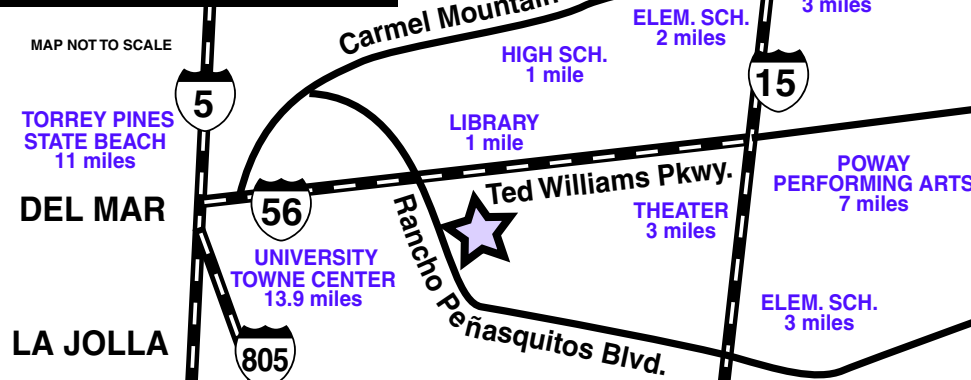 3 miles
Carmel Mountain
ELEM. SCH.
2 miles
MAP NOT TO SCALE
HIGH SCH.
1 mile
15
5
TORREY PINES
STATE BEACH
11 miles
LIBRARY
1 mile
POWAY
PERFORMING ARTS
7 miles
Ted Williams Pkwy.
DEL MAR
56
THEATER
3 miles
Rancho Peñasquitos Blvd.
UNIVERSITY
TOWNE CENTER
13.9 miles
ELEM. SCH.
3 miles
LA JOLLA
805